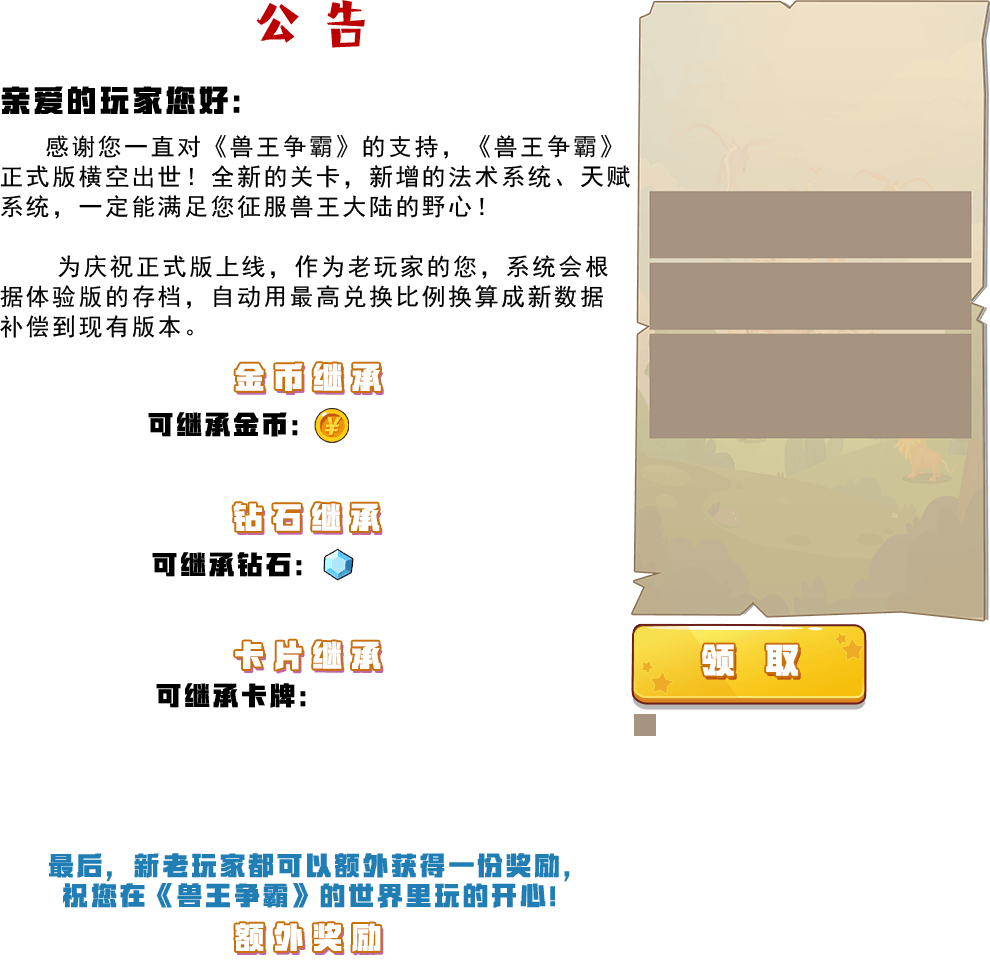 公 告
亲爱的玩家您好:
感谢您一直对《兽王争霸》的支持，《兽王争霸》
正式版横空出世！全新的关卡，新增的法术系统、天赋
系统，一定能满足您征服兽王大陆的野心！
为庆祝正式版上线，作为老玩家的您，系统会根
据体验版的存档，自动用最高兑换比例换算成新数据
补偿到现有版本。
金币继承
可继承金币:
钻石继承
可继承钻石:
卡片继承
可继承卡牌:
领 取
最后，新老玩家都可以额外获得一份奖励，
祝您在《兽王争霸》的世界里玩的开心!
额外奖励